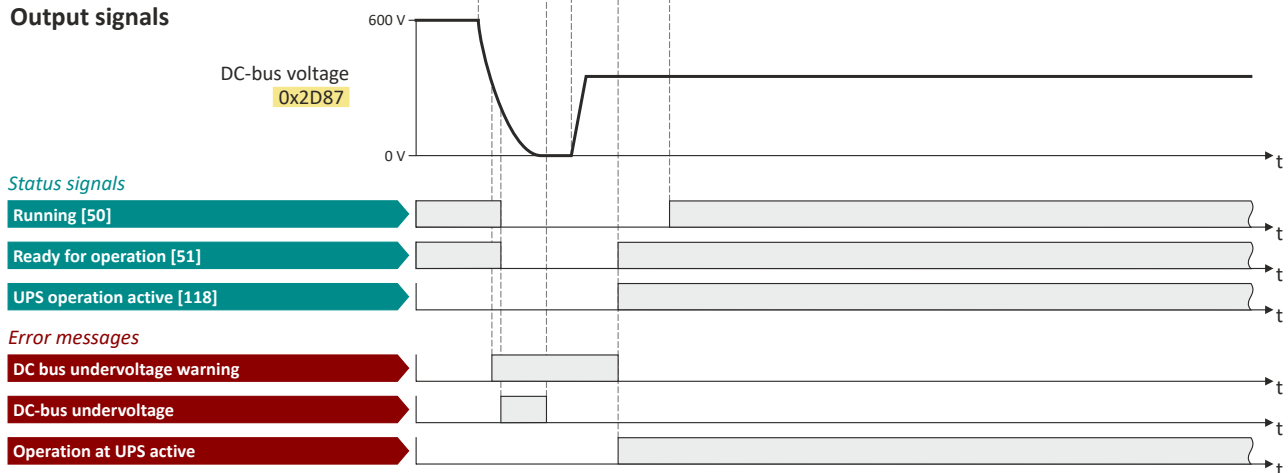 Output signals
600 V
DC-bus voltage
0x2D87
0 V
t
Status signals
Running [50]
t
Ready for operation [51]
t
UPS operation active [118]
t
Error messages
DC bus undervoltage warning
t
DC-bus undervoltage
t
Operation at UPS active
t